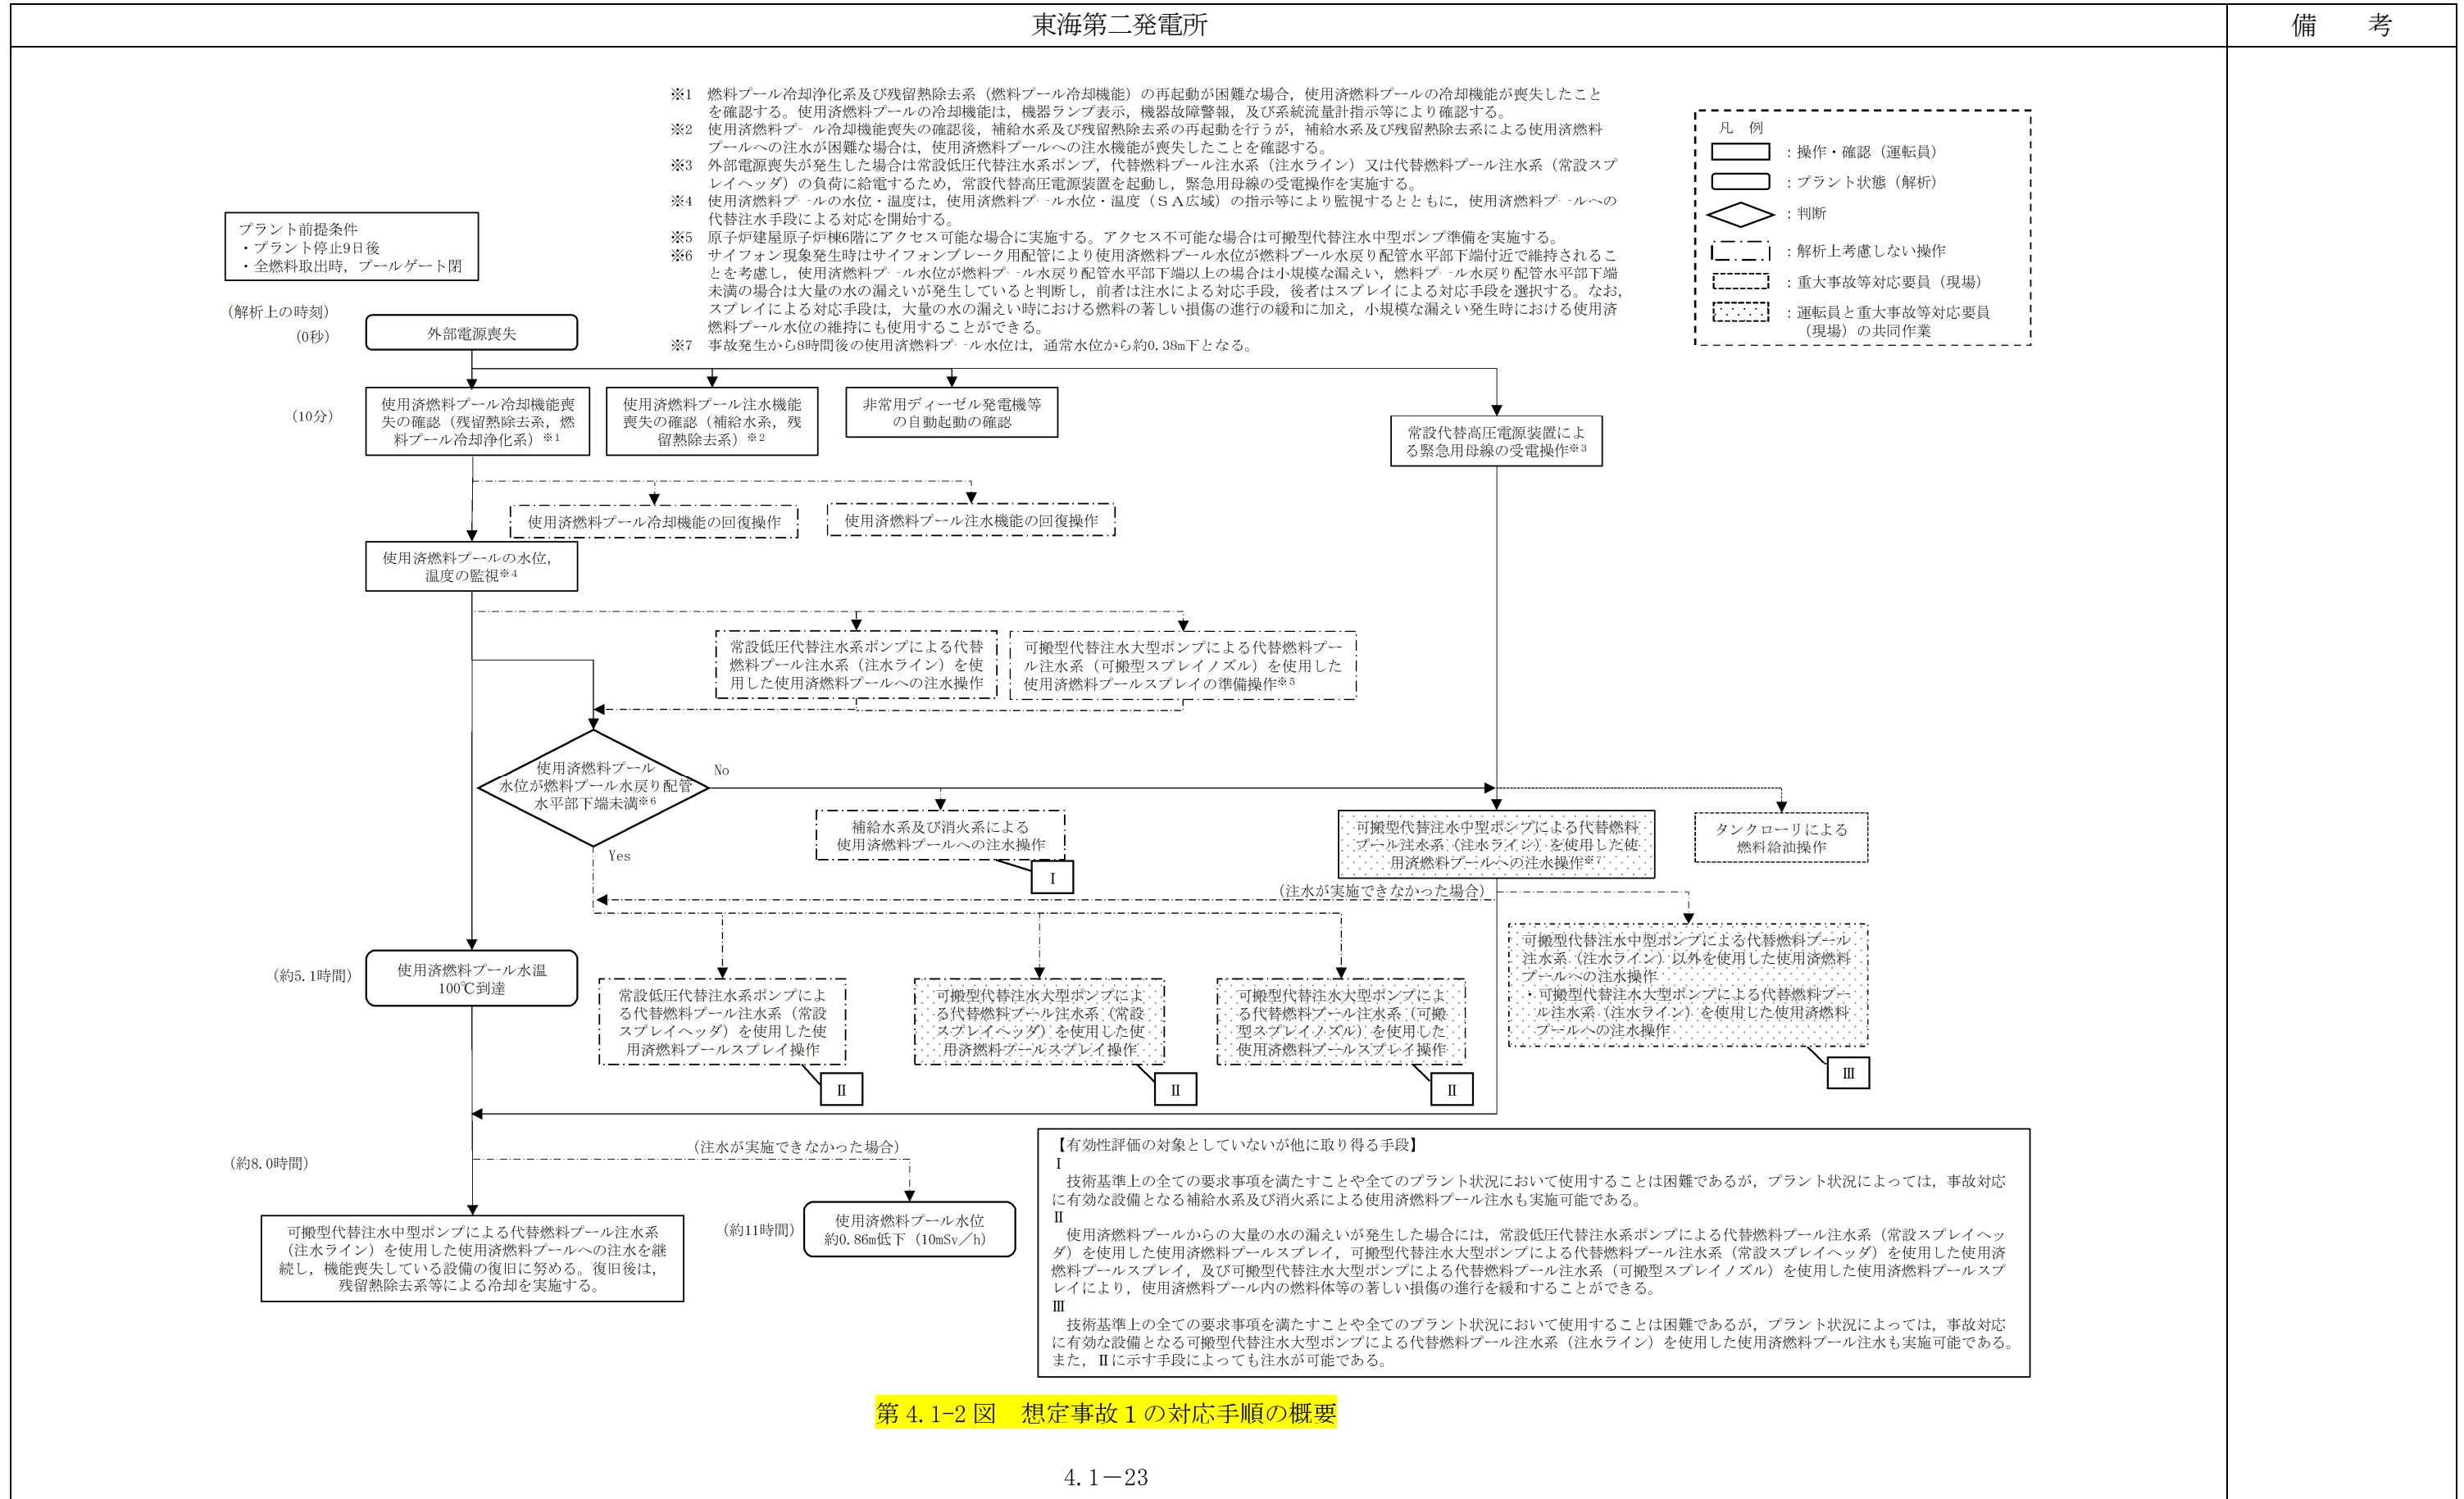 東海第二発電所
備　考
※1　燃料プール冷却浄化系及び残留熱除去系（燃料プール冷却機能）の再起動が困難な場合，使用済燃料プールの冷却機能が喪失したこと
を確認する。使用済燃料プールの冷却機能は，機器ランプ表示，機器故障警報，及び系統流量計指示等により確認する。
※2　使用済燃料プール冷却機能喪失の確認後，補給水系及び残留熱除去系の再起動を行うが，補給水系及び残留熱除去系による使用済燃料
プールへの注水が困難な場合は，使用済燃料プールへの注水機能が喪失したことを確認する。
※3　外部電源喪失が発生した場合は常設低圧代替注水系ポンプ，代替燃料プール注水系（注水ライン）又は代替燃料プール注水系（常設スプ
レイヘッダ）の負荷に給電するため，常設代替高圧電源装置を起動し，緊急用母線の受電操作を実施する。
※4　使用済燃料プールの水位・温度は，使用済燃料プール水位・温度（ＳＡ広域）の指示等により監視するとともに，使用済燃料プールへの
代替注水手段による対応を開始する。
※5　原子炉建屋原子炉棟6階にアクセス可能な場合に実施する。アクセス不可能な場合は可搬型代替注水中型ポンプ準備を実施する。
※6　サイフォン現象発生時はサイフォンブレーク用配管により使用済燃料プール水位が燃料プール水戻り配管水平部下端付近で維持されるこ
とを考慮し，使用済燃料プール水位が燃料プール水戻り配管水平部下端以上の場合は小規模な漏えい，燃料プール水戻り配管水平部下端
未満の場合は大量の水の漏えいが発生していると判断し，前者は注水による対応手段，後者はスプレイによる対応手段を選択する。なお，
スプレイによる対応手段は，大量の水の漏えい時における燃料の著しい損傷の進行の緩和に加え，小規模な漏えい発生時における使用済
燃料プール水位の維持にも使用することができる。
※7　事故発生から8時間後の使用済燃料プール水位は，通常水位から約0.38m下となる。
凡　例
：操作・確認（運転員）
：プラント状態（解析）
：判断
：解析上考慮しない操作
：重大事故等対応要員（現場）
：運転員と重大事故等対応要員
（現場）の共同作業
プラント前提条件
・プラント停止9日後
・全燃料取出時，プールゲート閉
（解析上の時刻）
（0秒）
外部電源喪失
（10分）
使用済燃料プール冷却機能喪
失の確認（残留熱除去系，燃
料プール冷却浄化系）※1
使用済燃料プール注水機能
喪失の確認（補給水系，残
留熱除去系）※2
非常用ディーゼル発電機等
の自動起動の確認
常設代替高圧電源装置によ
る緊急用母線の受電操作※3
使用済燃料プール冷却機能の回復操作
使用済燃料プール注水機能の回復操作
使用済燃料プールの水位，
温度の監視※4
常設低圧代替注水系ポンプによる代替
燃料プール注水系（注水ライン）を使
用した使用済燃料プールへの注水操作
可搬型代替注水大型ポンプによる代替燃料プー
ル注水系（可搬型スプレイノズル）を使用した
使用済燃料プールスプレイの準備操作※5
使用済燃料プール
水位が燃料プール水戻り配管
水平部下端未満※6
No
Yes
補給水系及び消火系による
使用済燃料プールへの注水操作
Ⅰ
可搬型代替注水中型ポンプによる代替燃料
プール注水系（注水ライン）を使用した使
用済燃料プールへの注水操作※7
タンクローリによる
燃料給油操作
（注水が実施できなかった場合）
可搬型代替注水中型ポンプによる代替燃料プール
注水系（注水ライン）以外を使用した使用済燃料
プールへの注水操作
・可搬型代替注水大型ポンプによる代替燃料プー
ル注水系（注水ライン）を使用した使用済燃料
プールへの注水操作
Ⅲ
（約5.1時間）
使用済燃料プール水温
100℃到達
常設低圧代替注水系ポンプによ
る代替燃料プール注水系（常設
スプレイヘッダ）を使用した使
用済燃料プールスプレイ操作
Ⅱ
可搬型代替注水大型ポンプによ
る代替燃料プール注水系（常設
スプレイヘッダ）を使用した使
用済燃料プールスプレイ操作
Ⅱ
可搬型代替注水大型ポンプによ
る代替燃料プール注水系（可搬
型スプレイノズル）を使用した
使用済燃料プールスプレイ操作
Ⅱ
（約8.0時間）
（注水が実施できなかった場合）
可搬型代替注水中型ポンプによる代替燃料プール注水系
（注水ライン）を使用した使用済燃料プールへの注水を継
続し，機能喪失している設備の復旧に努める。復旧後は，
残留熱除去系等による冷却を実施する。
（約11時間）
使用済燃料プール水位
約0.86m低下（10mSv／h）
【有効性評価の対象としていないが他に取り得る手段】
Ⅰ
技術基準上の全ての要求事項を満たすことや全てのプラント状況において使用することは困難であるが，プラント状況によっては，事故対応
に有効な設備となる補給水系及び消火系による使用済燃料プール注水も実施可能である。
Ⅱ
使用済燃料プールからの大量の水の漏えいが発生した場合には，常設低圧代替注水系ポンプによる代替燃料プール注水系（常設スプレイヘッ
ダ）を使用した使用済燃料プールスプレイ，可搬型代替注水大型ポンプによる代替燃料プール注水系（常設スプレイヘッダ）を使用した使用済
燃料プールスプレイ，及び可搬型代替注水大型ポンプによる代替燃料プール注水系（可搬型スプレイノズル）を使用した使用済燃料プールスプ
レイにより，使用済燃料プール内の燃料体等の著しい損傷の進行を緩和することができる。
Ⅲ
技術基準上の全ての要求事項を満たすことや全てのプラント状況において使用することは困難であるが，プラント状況によっては，事故対応
に有効な設備となる可搬型代替注水大型ポンプによる代替燃料プール注水系（注水ライン）を使用した使用済燃料プール注水も実施可能である。
また，Ⅱに示す手段によっても注水が可能である。
第 4.1-2 図　想定事故１の対応手順の概要
4.1－23